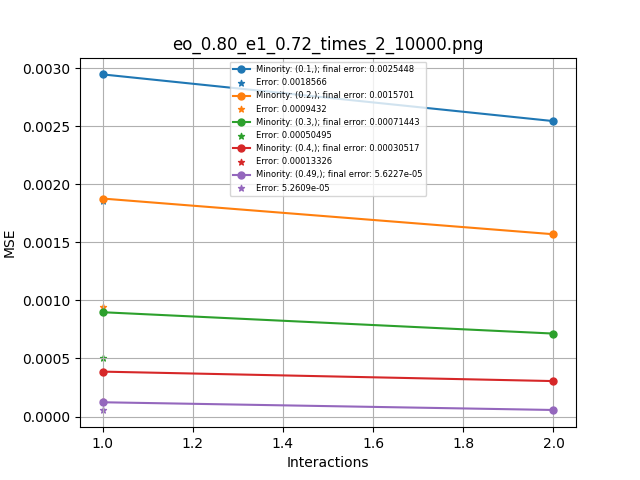 eo_0.80_e1_0.72_times_2_10000.png
Minority: (0.1,); final error: 0.0025448
Error: 0.0018566
Minority: (0.2,); final error: 0.0015701
Error: 0.0009432
Minority: (0.3,); final error: 0.00071443
Error: 0.00050495
Minority: (0.4,); final error: 0.00030517
Error: 0.00013326
Minority: (0.49,); final error: 5.6227e-05
Error: 5.2609e-05
0.0030
0.0025
0.0020
0.0015
0.0010
0.0005
0.0000
MSE
1.0 1.2 1.4 1.6 1.8 2.0
Interactions